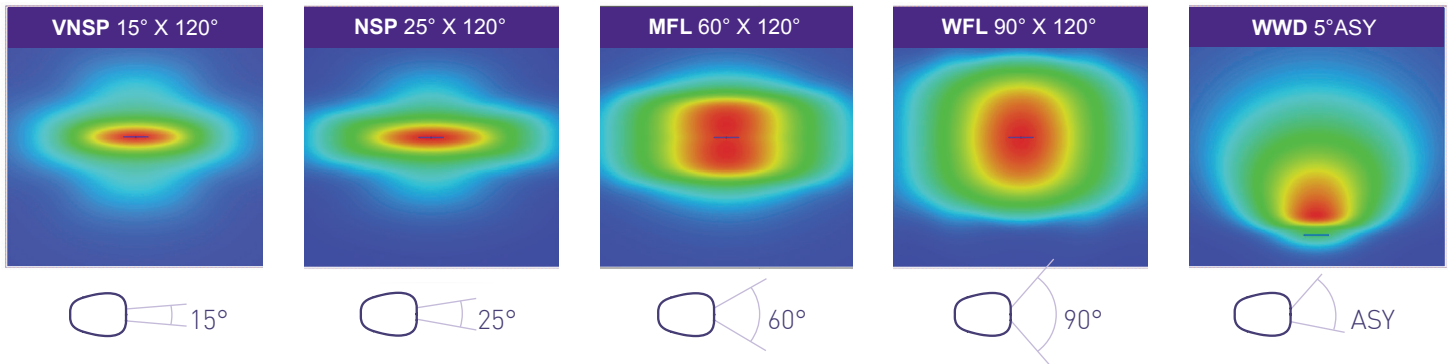 VNSP 15° X 120°
NSP 25° X 120°
MFL 60° X 120°
WFL 90° X 120°
WWD 5°ASY
15°
25°
60°
90°
ASY